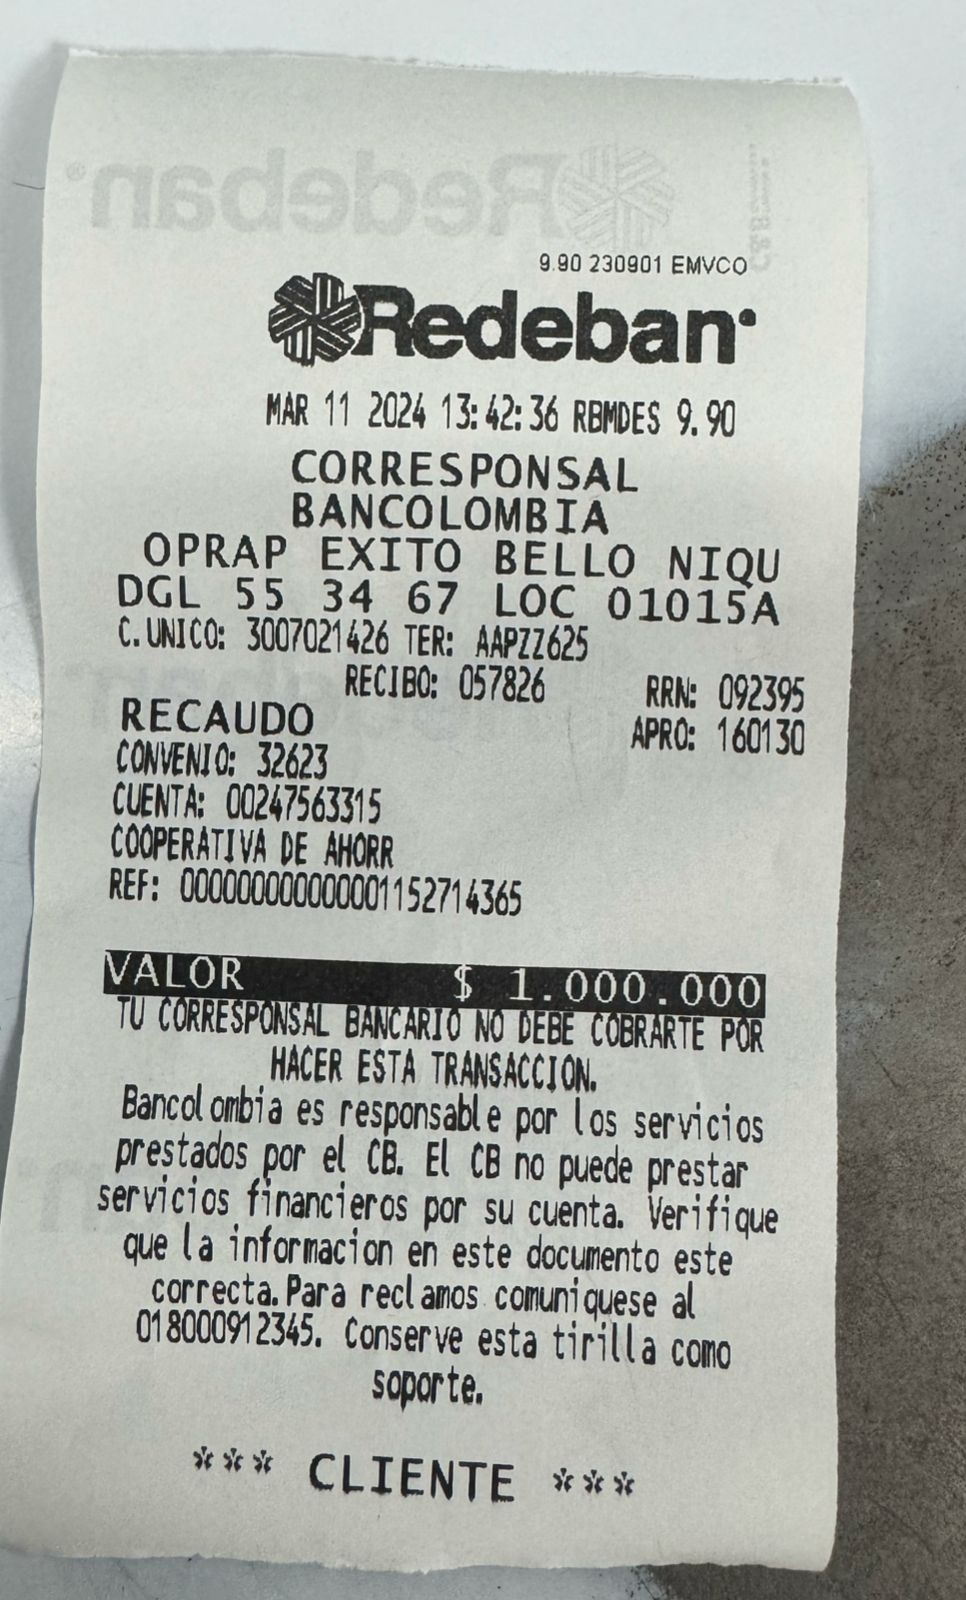 Redeban
9.90 230901 EMVCO
Redeban
MAR 11 2024 13:42:36 RBMDES 9.90
CORRESPONSAL
BANCOLOMBIA
OPRAP EXITO BELLO NIQU
DGL 55 34 67 LOC 01015A
C.UNICO: 3007021426 TER: AAPZZ625
RECIBO: 057826 RRN: 092395
RECAUDO APRO: 160130
CONVENIO: 32623
CUENTA: 00247563315
COOPERATIVA DE AHORR
REF: 00000000000001152714365
VALOR $ 1.000.000
TU CORRESPONSAL BANCARIO NO DEBE COBRARTE POR
HACER ESTA TRANSACCION.
Bancolombia es responsable por los servicios
prestados por el CB. El CB no puede prestar
servicios financieros por su cuenta. Verifique
que la informacion en este documento este
correcta.Para reclamos comuniquese al
018000912345. Conserve esta tirilla como
soporte.
*** CLIENTE ***